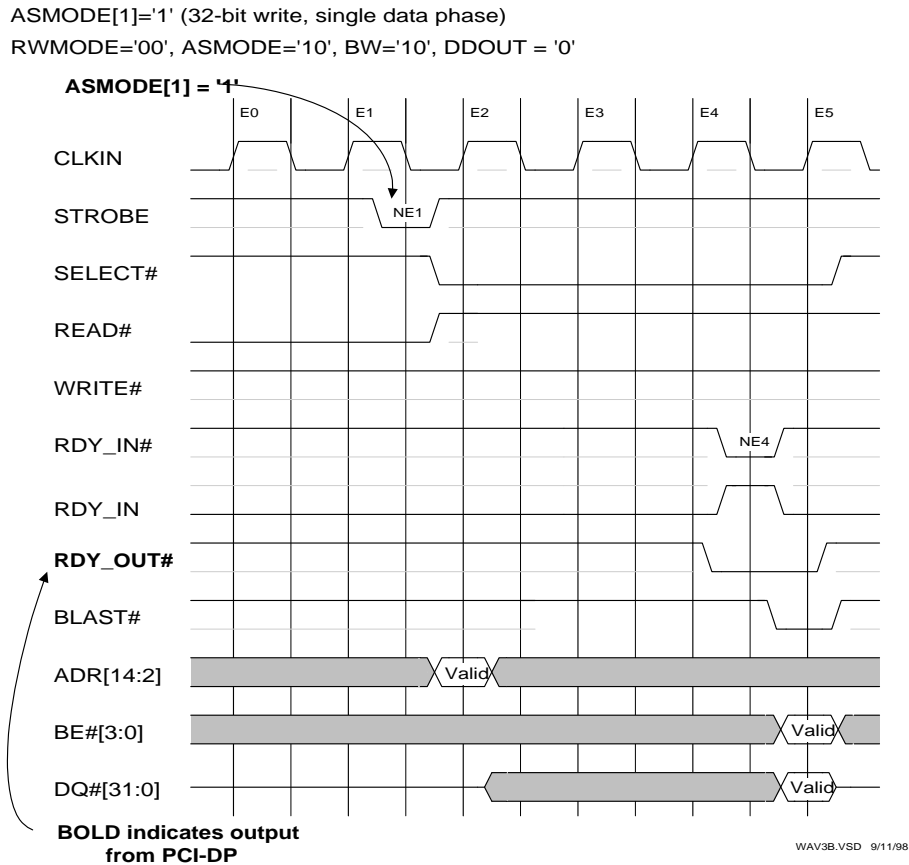 ASMODE[1]='1' (32-bit write, single data phase)
RWMODE='00', ASMODE='10', BW='10', DDOUT = '0'
ASMODE[1] = '1'
E0 E1 E2 E3 E4 E5
CLKIN
STROBE NE1
SELECT#
READ#
WRITE#
RDY_IN# NE4
RDY_IN
RDY_OUT#
BLAST#
ADR[14:2] Valid
BE#[3:0] Valid
DQ#[31:0] Valid
BOLD indicates output
from PCI-DP
WAV3B.VSD 9/11/98